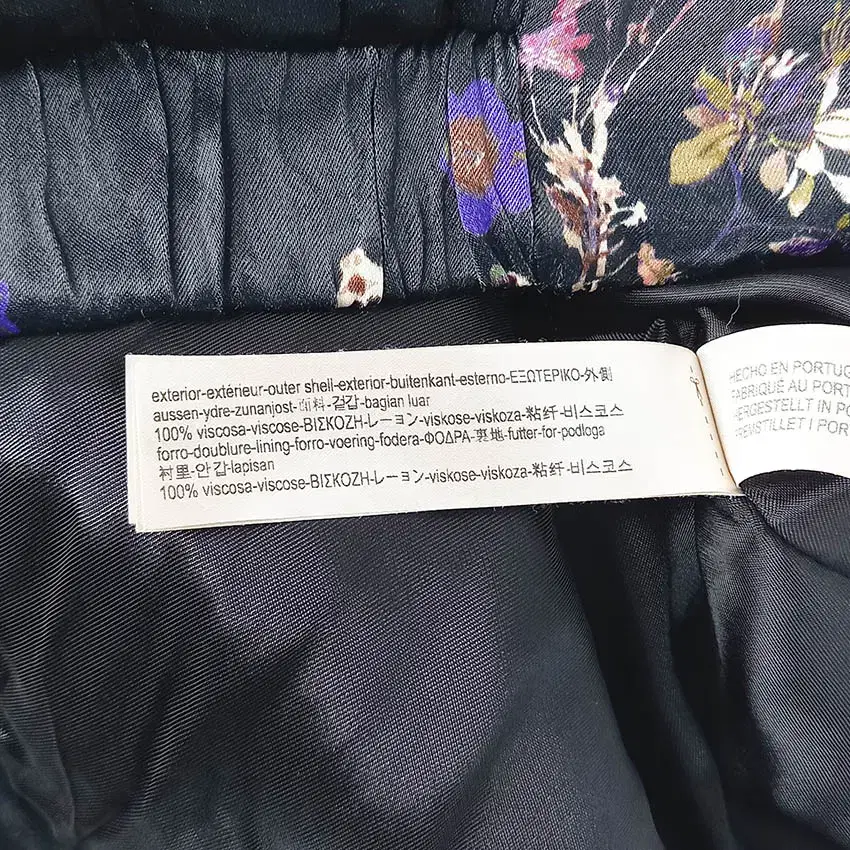 exterior-extérieur-outer shell-exterior-buitenkant-esterno-ΕΞΩΤΕΡΙΚΟ-外側
aussen-ydre-zunanjost-面料-겉감-bagian luar
100% viscosa-viscose-ΒΙΣΚΟΖΗ-レーヨン-viskose-viskoza-粘纤-비스코스
forro-doublure-lining-forro-voering-fodera-ΦΟΔΡΑ-裏地-futter-for-podloga
衬里-안감-lapisan
100% viscosa-viscose-ΒΙΣΚΟΖΗ-レーヨン-viskose-viskoza-粘纤-비스코스
HECHO EN PORTUG
FABRIQUÉ AU PORT
HERGESTELLT IN PO
FREMSTILLET I PORT